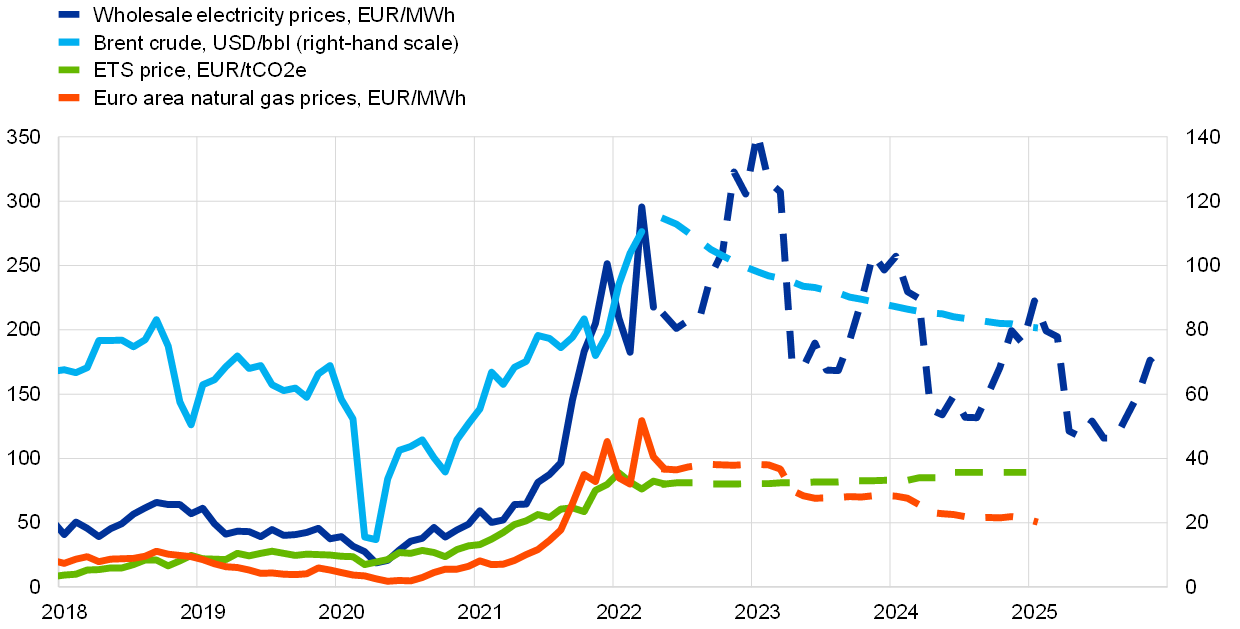 Wholesale electricity prices, EUR/MWh
Brent crude, USD/bbl (right-hand scale)
ETS price, EUR/tCO2e
Euro area natural gas prices, EUR/MWh
350 140
300 120
250 100
200 80
150 60
100 40
50 20
0 0
2018 2019 2020 2021 2022 2023 2024 2025